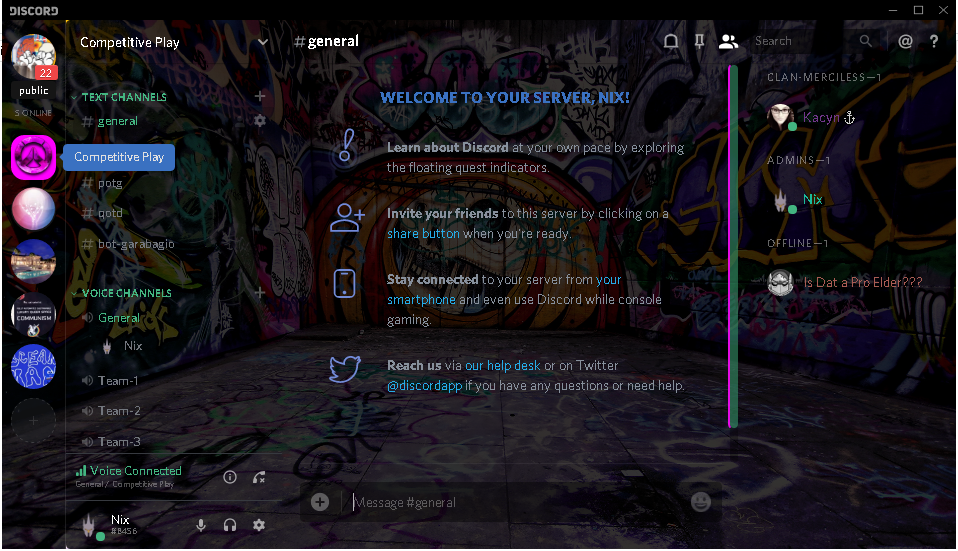 DISCORD
22
public
5 ONLINE
Competitive Play
TEXT CHANNELS
# general
Competitive Play
# potg
# qotd
# bot-garabagio
VOICE CHANNELS
General
Nix
Team-1
Team-2
Team-3
Voice Connected
General / Competitive Play
Nix
#8456
#general
Search
@ ?
WELCOME TO YOUR SERVER, NIX!
Learn about Discord at your own pace by exploring
the floating quest indicators.
Invite your friends to this server by clicking on a
share button when you're ready.
Stay connected to your server from your
smartphone and even use Discord while console
gaming.
Reach us via our help desk or on Twitter
@discordapp if you have any questions or need help.
Message #general
CLAN-MERCILESS—1
Kacyn
ADMINS—1
Nix
OFFLINE—1
Is Dat a Pro Elder???
COMMUNISM